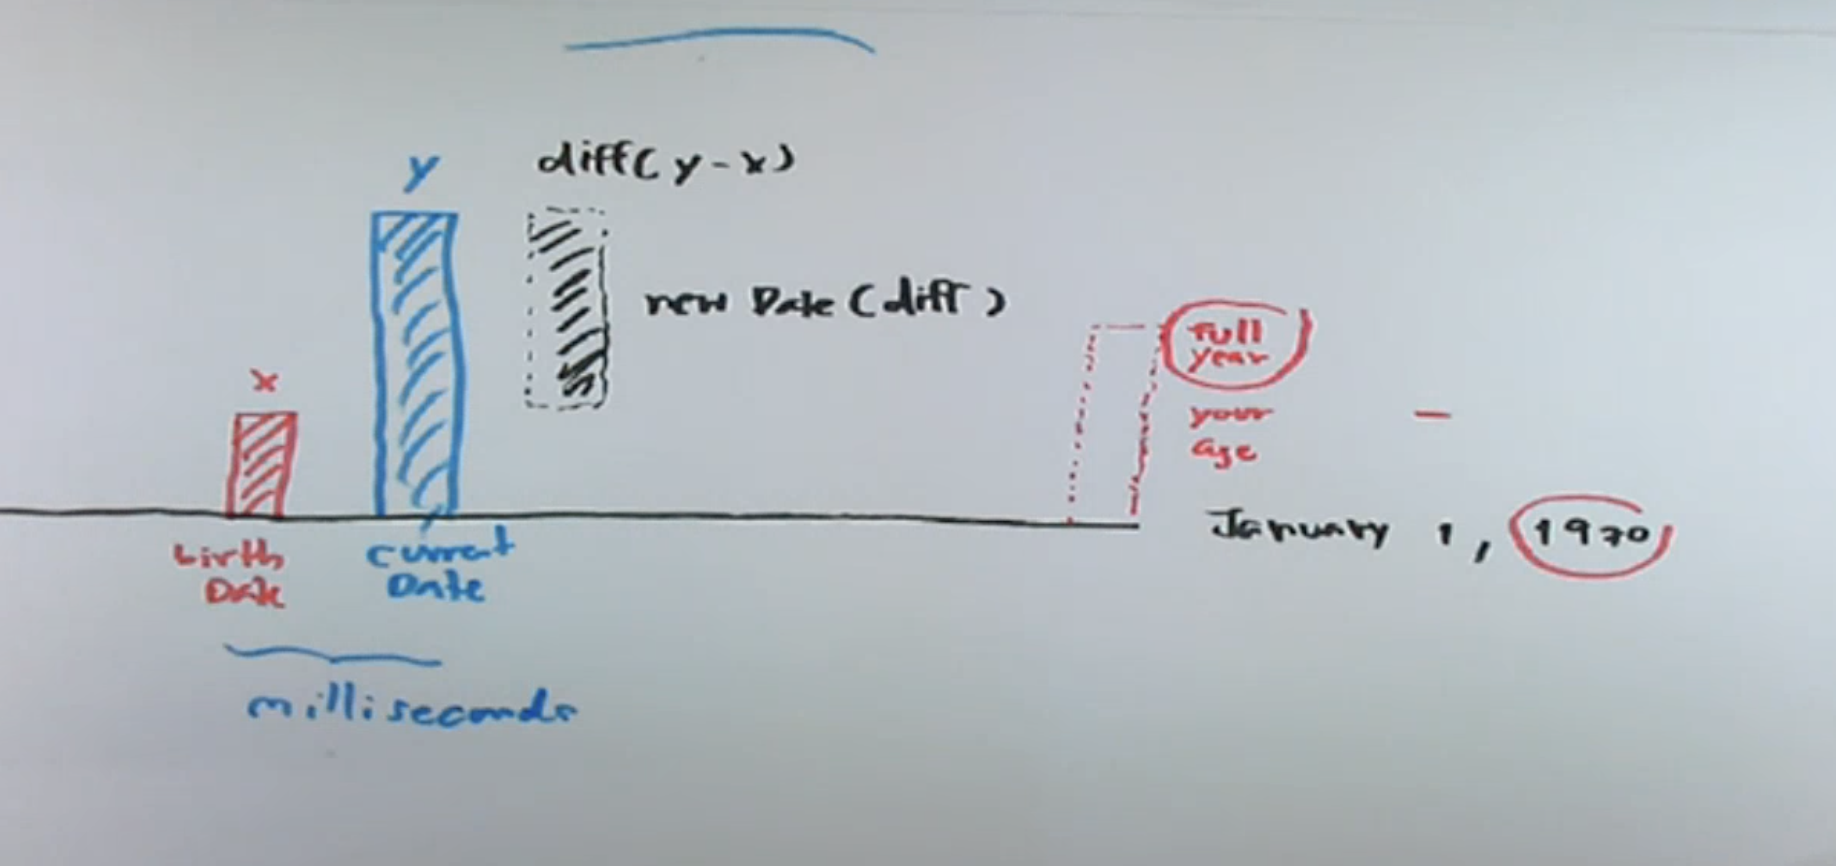 diff( y - x )
y
new Date ( diff )
full
year
x
your
age
-
January 1, 1970
birth
Date
current
Date
milliseconds